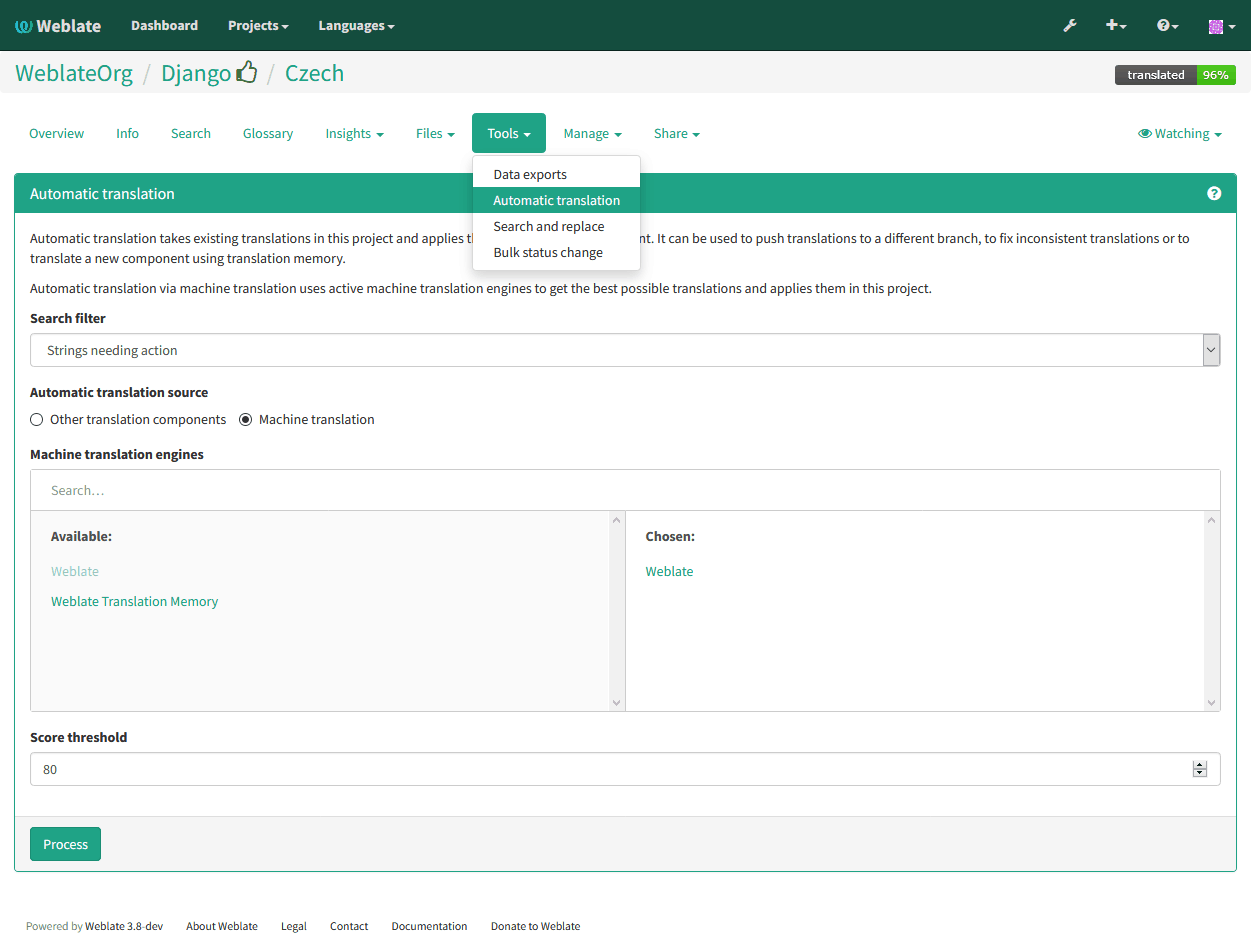 Weblate Dashboard Projects Languages
WeblateOrg / Django / Czech translated 96%
Overview Info Search Glossary Insights Files Tools Manage Share Watching
Data exports
Automatic translation
Search and replace
Bulk status change
Automatic translation
Automatic translation takes existing translations in this project and applies nt. It can be used to push translations to a different branch, to fix inconsistent translations or to
translate a new component using translation memory.
Automatic translation via machine translation uses active machine translation engines to get the best possible translations and applies them in this project.
Search filter
Strings needing action
Automatic translation source
Other translation components Machine translation
Machine translation engines
Search...
Available: Chosen:
Weblate Weblate
Weblate Translation Memory
Score threshold
80
Process
Powered by Weblate 3.8-dev About Weblate Legal Contact Documentation Donate to Weblate